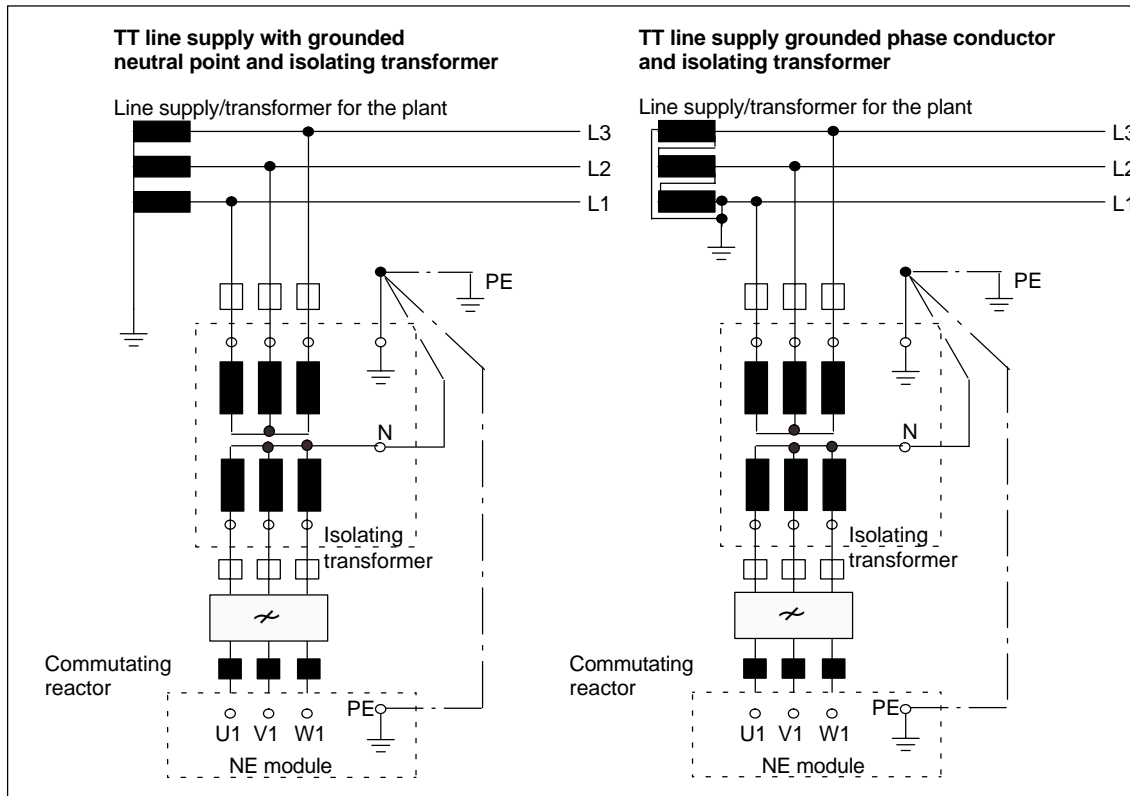 TT line supply with grounded
neutral point and isolating transformer
Line supply/transformer for the plant
L3
L2
L1
PE
N
Isolating
transformer
Commutating
reactor
PE
U1 V1 W1
NE module
TT line supply grounded phase conductor
and isolating transformer
Line supply/transformer for the plant
L3
L2
L1
PE
N
Isolating
transformer
Commutating
reactor
PE
U1 V1 W1
NE module